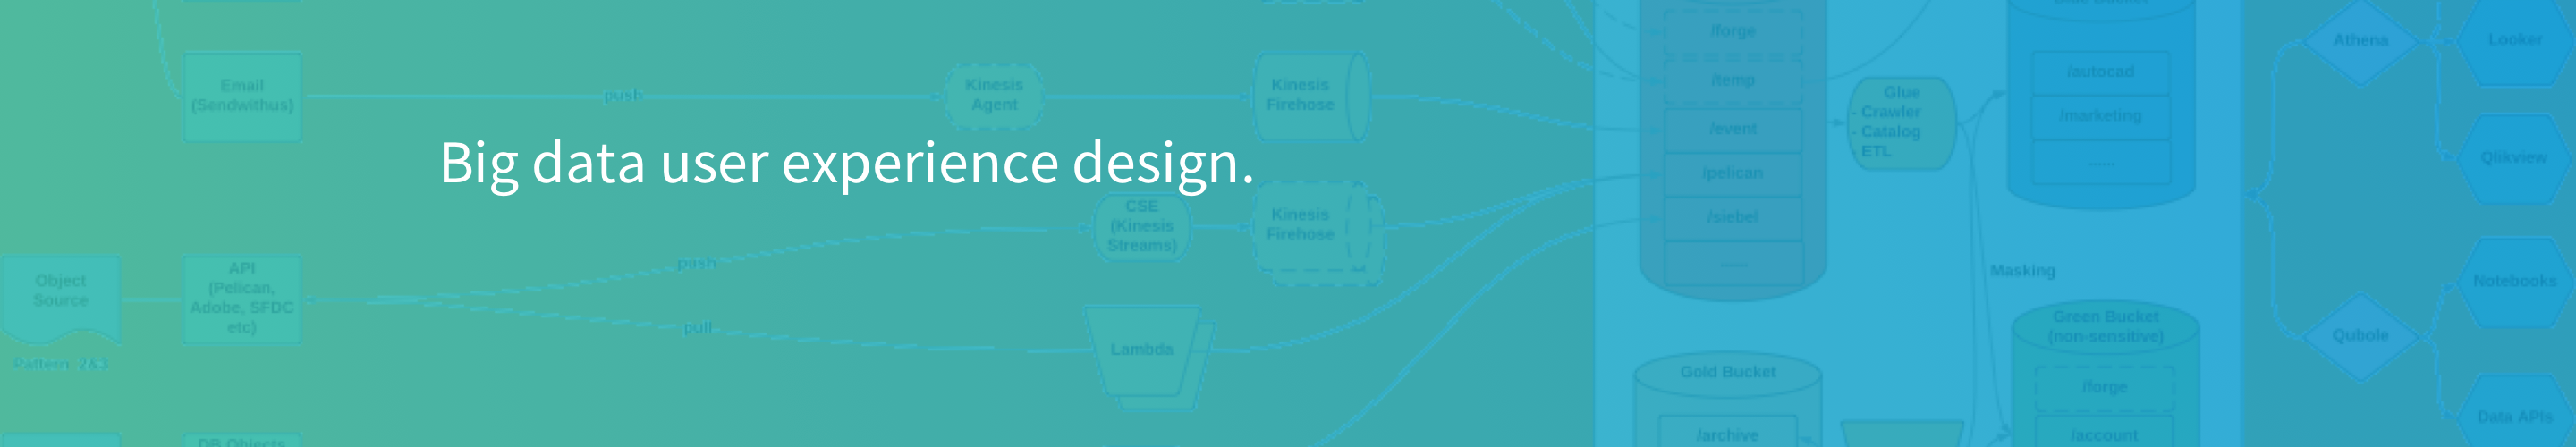 Big data user experience design.
Email
(Sendwithus)
push
Kinesis
Agent
Kinesis
Firehose
Object
Source
Pattern 2&3
API
(Pelican,
Adobe, SFDC
etc)
push
pull
CSE
(Kinesis
Streams)
Kinesis
Firehose
Lambda
DB Objects
/forge
/temp
/event
/pelican
/siebel
......
Glue
- Crawler
- Catalog
- ETL
/autocad
/marketing
......
Masking
Gold Bucket
/archive
Green Bucket
(non-sensitive)
/forge
/account
Athena
Qubole
Looker
Qlikview
Notebooks
Data APIs